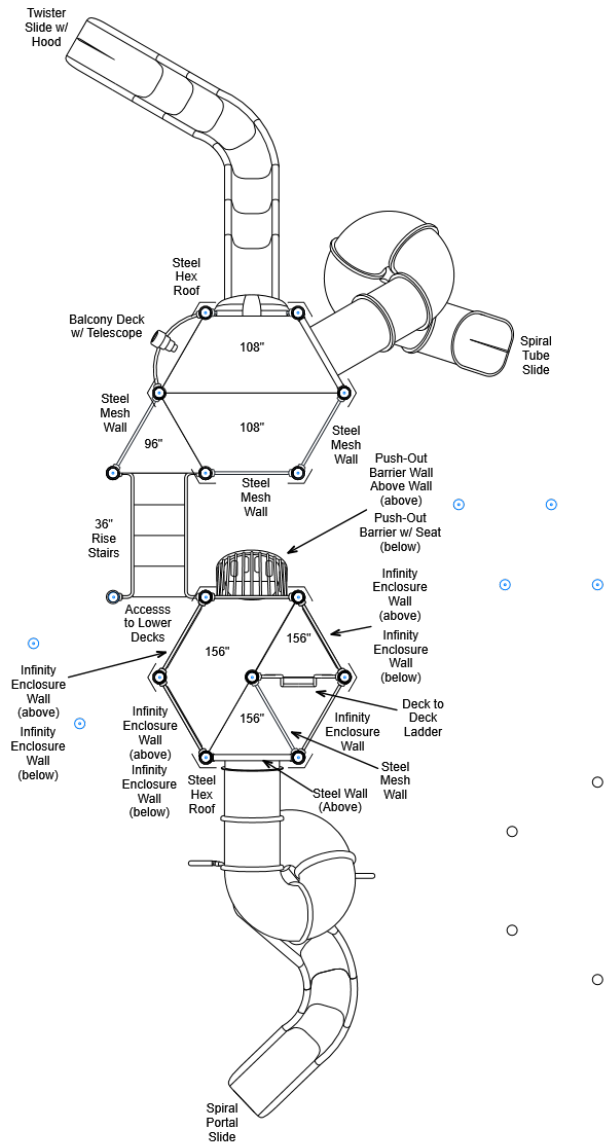 Twister
Slide w/
Hood
Steel
Hex
Roof
Balcony Deck
w/ Telescope
108"
Spiral
Tube
Slide
Steel
Mesh
Wall
96"
108"
Steel
Mesh
Wall
Steel
Mesh
Wall
Push-Out
Barrier Wall
Above Wall
(above)
Push-Out
Barrier w/ Seat
(below)
36"
Rise
Stairs
Accesss
to Lower
Decks
Infinity
Enclosure
Wall
(above)
Infinity
Enclosure
Wall
(below)
156"
156"
Infinity
Enclosure
Wall
(above)
Infinity
Enclosure
Wall
(below)
Deck to
Deck
Ladder
156"
Infinity
Enclosure
Wall
Infinity
Enclosure
Wall
(above)
Infinity
Enclosure
Wall
(below)
Steel
Mesh
Wall
Steel
Hex
Roof
Steel Wall
(Above)
Spiral
Portal
Slide